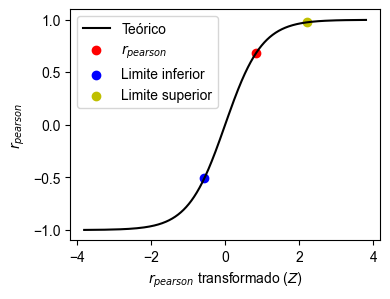 1.0
0.5
0.0
−0.5
−1.0
r_pearson
Teórico
r_pearson
Limite inferior
Limite superior
−4 −2 0 2 4
r_pearson transformado (Z)